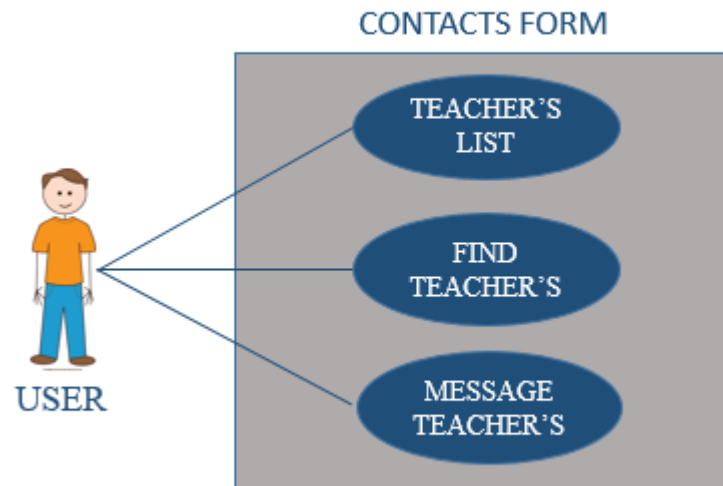 CONTACTS FORM
TEACHER'S
LIST
FIND
TEACHER'S
MESSAGE
TEACHER'S
USER